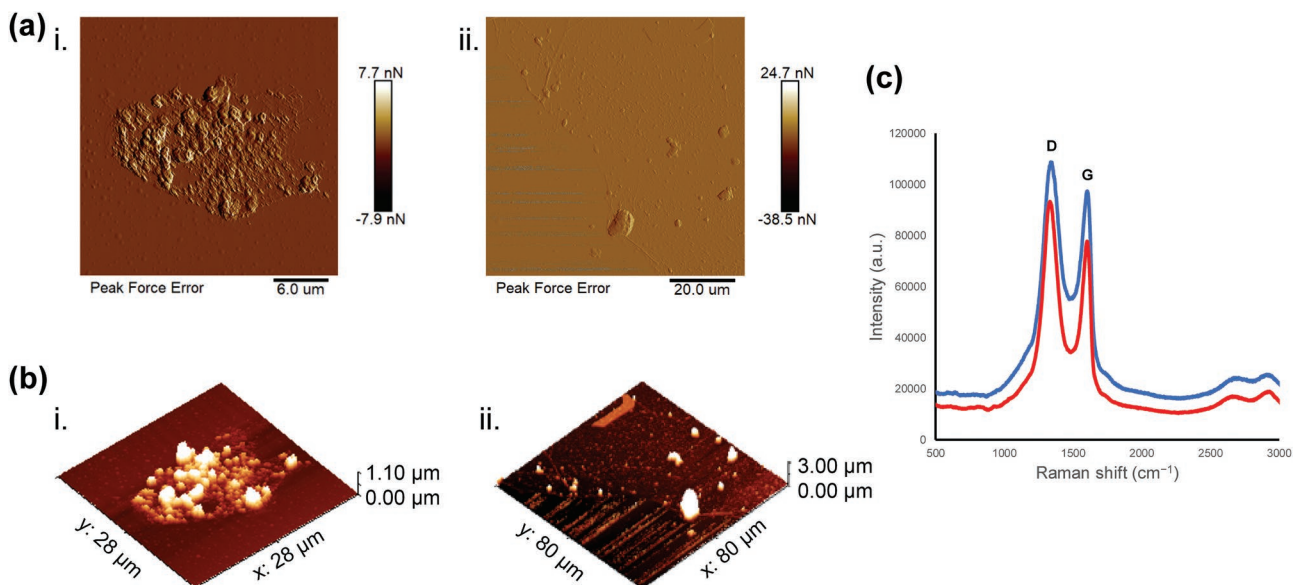 (a)
i.
7.7 nN
-7.9 nN
Peak Force Error
6.0 um
ii.
24.7 nN
-38.5 nN
Peak Force Error
20.0 um
(b)
i.
1.10 µm
0.00 µm
y: 28 µm
x: 28 µm
ii.
3.00 µm
0.00 µm
y: 80 µm
x: 80 µm
(c)
D
G
Intensity (a.u.)
120000
100000
80000
60000
40000
20000
0
500 1000 1500 2000 2500 3000
Raman shift (cm⁻¹)